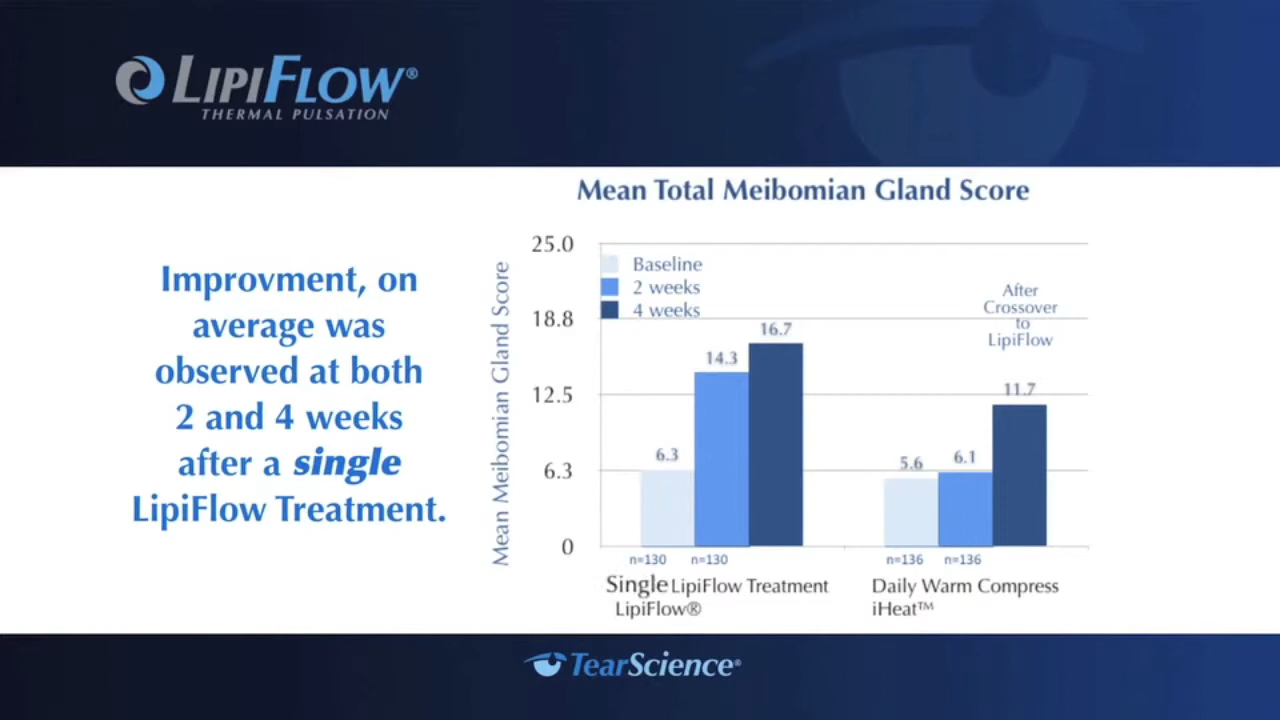 LIPIFLOW®
THERMAL PULSATION
Mean Total Meibomian Gland Score
Improvment, on
average was
observed at both
2 and 4 weeks
after a single
LipiFlow Treatment.
Mean Meibomian Gland Score
25.0
18.8
12.5
6.3
0
Baseline
2 weeks
4 weeks
6.3
14.3
16.7
5.6
6.1
11.7
After
Crossover
to
LipiFlow
n=130
n=130
n=136
n=136
Single LipiFlow Treatment
LipiFlow®
Daily Warm Compress
iHeat™
TearScience®